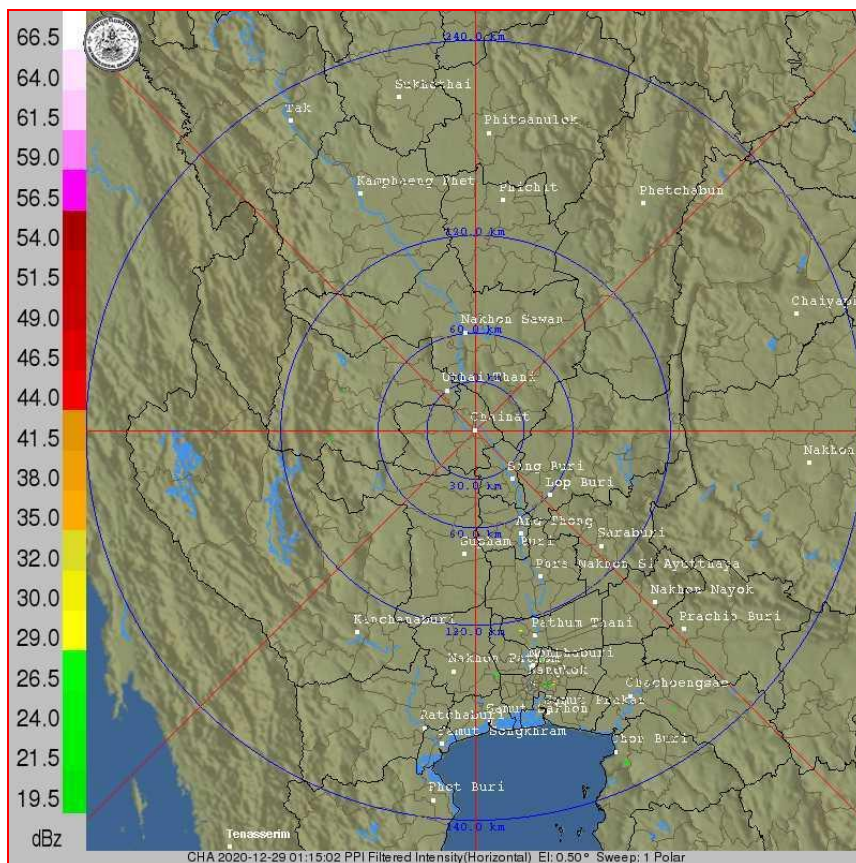 66.5
64.0
61.5
59.0
56.5
54.0
51.5
49.0
46.5
44.0
41.5
38.0
35.0
32.0
30.0
29.0
26.5
24.0
21.5
19.5
dBz
240.0 km
Sukhothai
Tak
Phitsanulok
Kamphaeng Phet
Phichit
Phetchabun
120.0 km
Nakhon Sawan
60.0 km
Uthai Thani
Chainat
Nakhon
Sing Buri
30.0 km
Lop Buri
Ang Thong
60.0 km
Suphan Buri
Saraburi
Pora Nakhon Si Ayutthaya
Nakhon Nayok
Kanchanaburi
120.0 km
Pathum Thani
Prachin Buri
Nonthaburi
Nakhon Pathom
Bangkok
Chachoengsao
Samut Prakan
Samut Sakhon
Ratchaburi
Samut Songkhram
Chon Buri
Phet Buri
240.0 km
Tenasserim
CHA 2020-12-29 01:15:02 PPI Filtered Intensity(Horizontal) El: 0.50° Sweep: 1 Polar